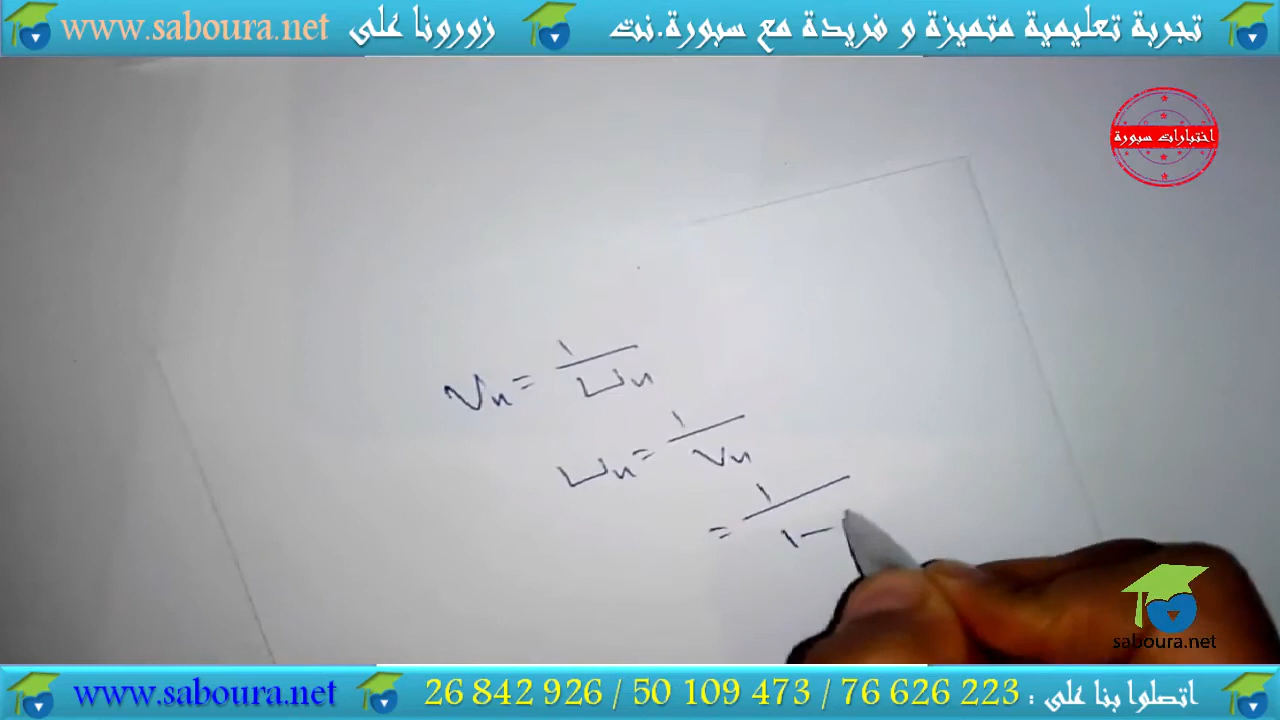 تجربة تعليمية متميزة و فريدة مع سبورة.نت زورونا على www.saboura.net
اختبارات سبورة
Vn = 1/Un
Un = 1/Vn
= 1/1-
saboura.net
اتصلوا بنا على : 26 842 926 / 50 109 473 / 76 626 223 www.saboura.net